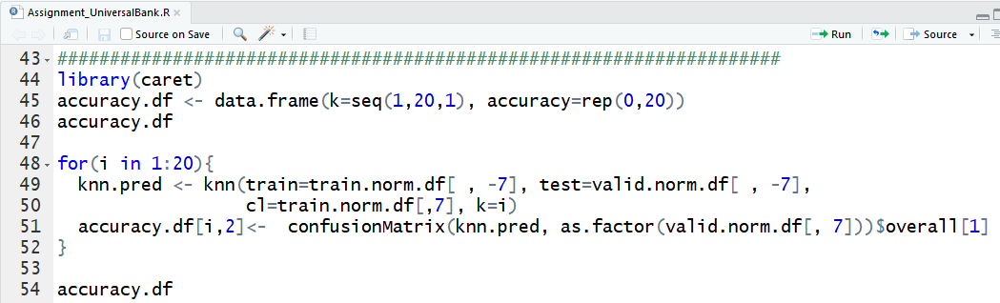 Assignment_UniversalBank.R
Source on Save Run Source
43 ######################################################################
44 library(caret)
45 accuracy.df <- data.frame(k=seq(1,20,1), accuracy=rep(0,20))
46 accuracy.df
47
48 for(i in 1:20){
49 knn.pred <- knn(train=train.norm.df[ , -7], test=valid.norm.df[ , -7],
50 cl=train.norm.df[,7], k=i)
51 accuracy.df[i,2]<- confusionMatrix(knn.pred, as.factor(valid.norm.df[, 7]))$overall[1]
52 }
53
54 accuracy.df